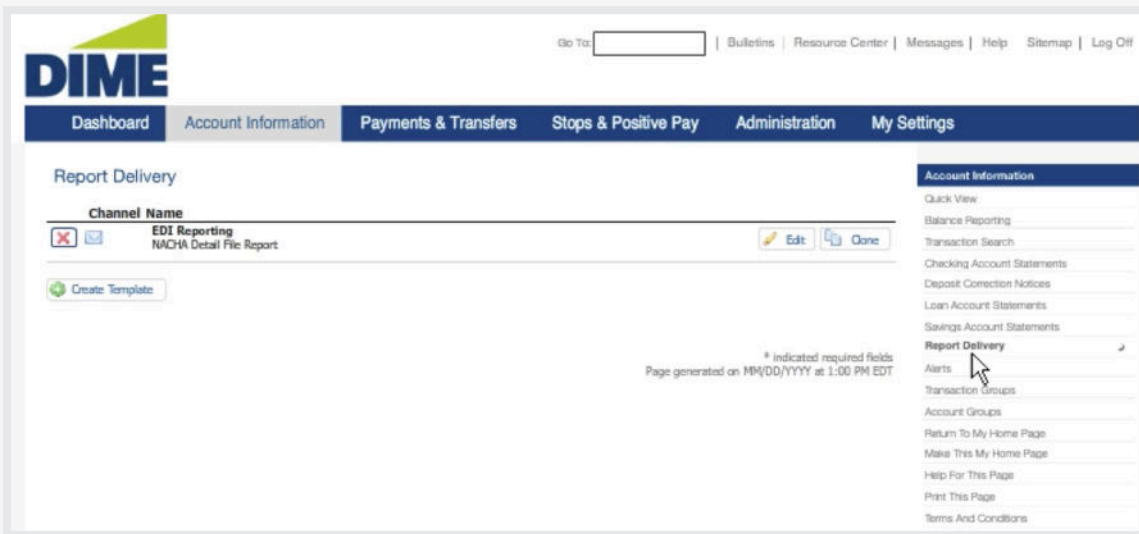 DIME
Go To: | Bulletins | Resource Center | Messages | Help Sitemap | Log Off
Dashboard Account Information Payments & Transfers Stops & Positive Pay Administration My Settings
Report Delivery
Channel Name
EDI Reporting
NACHA Detail File Report
Edit Clone
Create Template
* indicated required fields
Page generated on MM/DD/YYYY at 1:00 PM EDT
Account Information
Quick View
Balance Reporting
Transaction Search
Checking Account Statements
Deposit Correction Notices
Loan Account Statements
Savings Account Statements
Report Delivery
Alerts
Transaction Groups
Account Groups
Return To My Home Page
Make This My Home Page
Help For This Page
Print This Page
Terms And Conditions